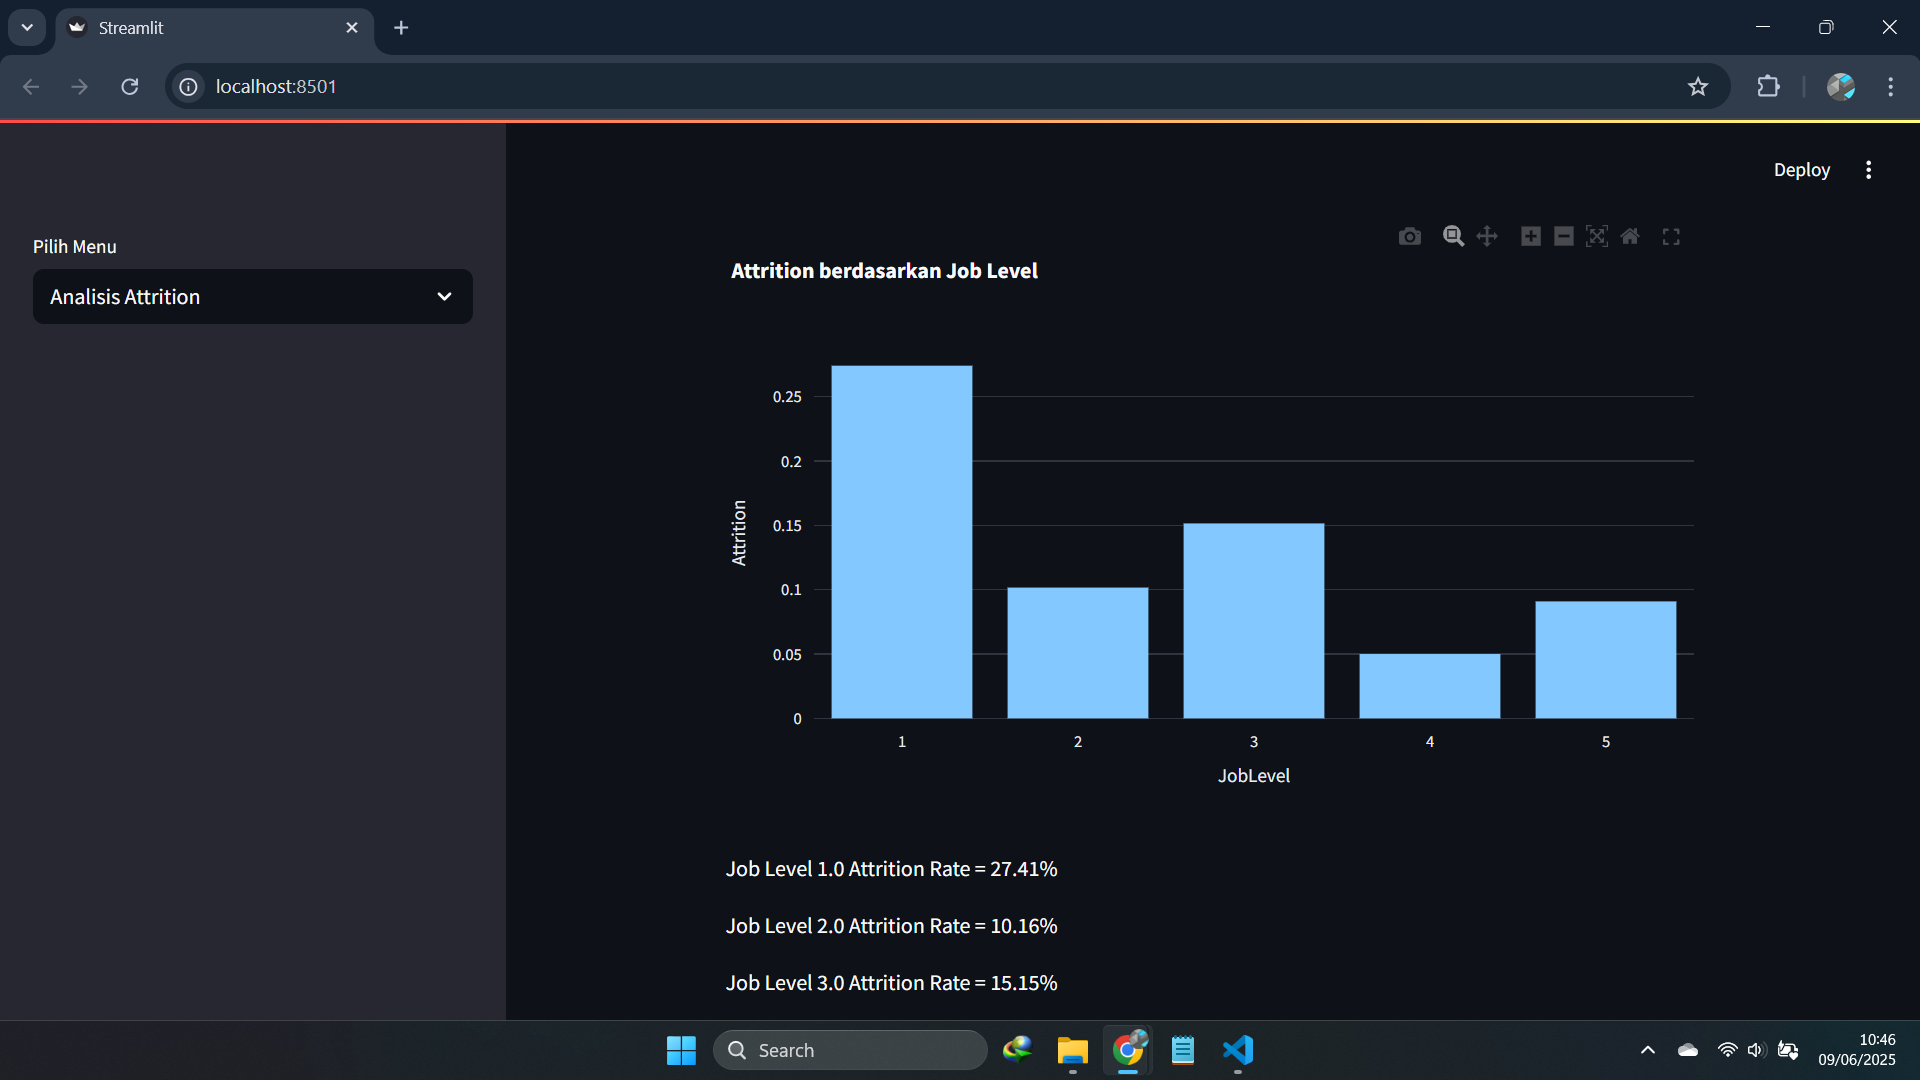 Streamlit
localhost:8501
Deploy
Pilih Menu
Analisis Attrition
Attrition berdasarkan Job Level
0.25
0.2
0.15
0.1
0.05
0
Attrition
1 2 3 4 5
JobLevel
Job Level 1.0 Attrition Rate = 27.41%
Job Level 2.0 Attrition Rate = 10.16%
Job Level 3.0 Attrition Rate = 15.15%
Search
10:46
09/06/2025